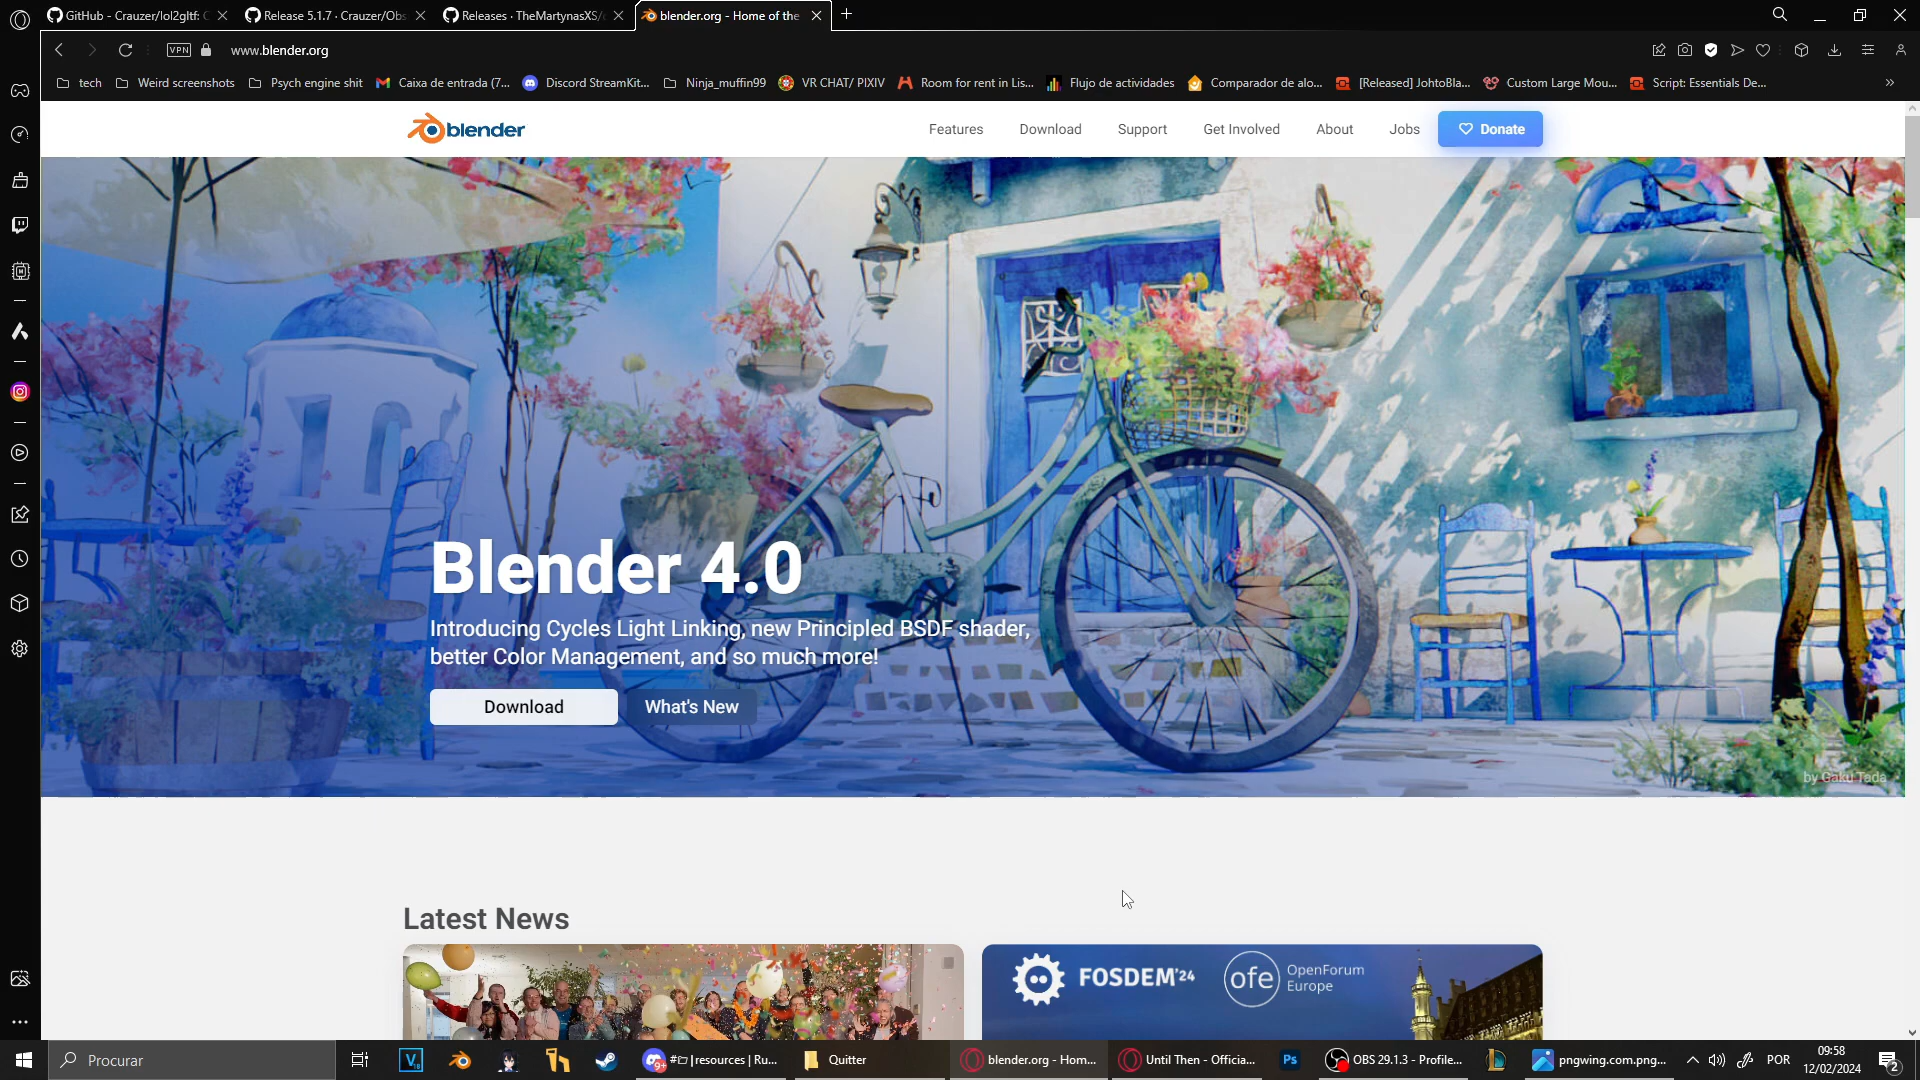 GitHub - Crauzer/lol2gltf: C
Release 5.1.7 · Crauzer/Obs
Releases · TheMartynasXS/c
blender.org - Home of the
VPN
www.blender.org
tech
Weird screenshots
Psych engine shit
Caixa de entrada (7...
Discord StreamKit...
Ninja_muffin99
VR CHAT/ PIXIV
Room for rent in Lis...
Flujo de actividades
Comparador de alo...
[Released] JohtoBla...
Custom Large Mou...
Script: Essentials De...
blender
Features
Download
Support
Get Involved
About
Jobs
Donate
Blender 4.0
Introducing Cycles Light Linking, new Principled BSDF shader,
better Color Management, and so much more!
Download
What's New
by Gaku Tada
Latest News
FOSDEM'24
ofe
OpenForum
Europe
Procurar
9+
#🗀|resources | Ru...
Quitter
blender.org - Hom...
Until Then - Officia...
Ps
OBS 29.1.3 - Profile...
pngwing.com.png...
POR
09:58
12/02/2024
2